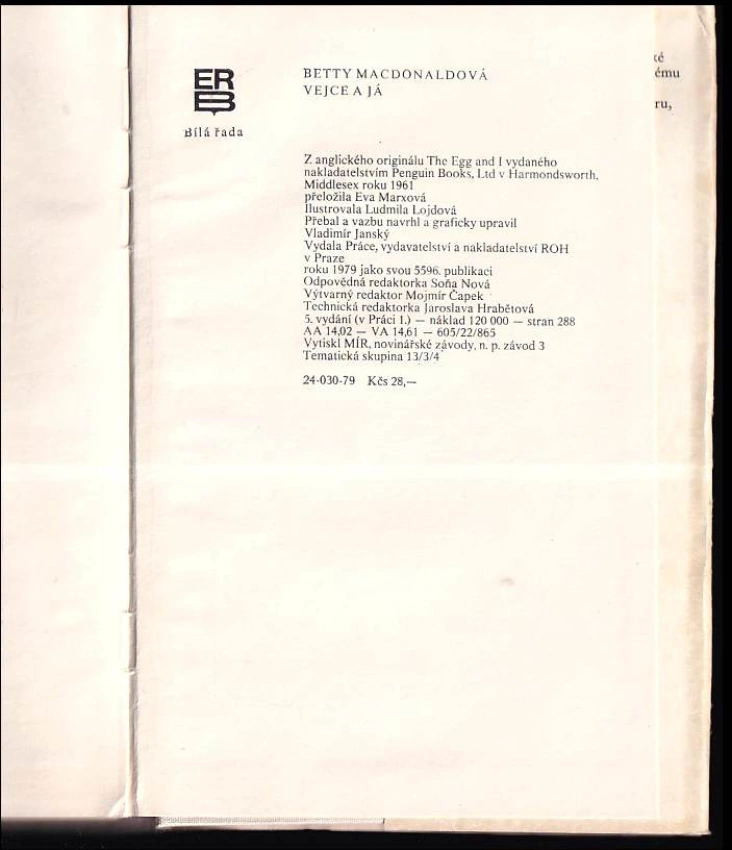 ERB
Bílá řada
BETTY MACDONALDOVÁ
VEJCE A JÁ
Z anglického originálu The Egg and I vydaného
nakladatelstvím Penguin Books, Ltd v Harmondsworth,
Middlesex roku 1961
přeložila Eva Marxová
Ilustrovala Ludmila Lojdová
Přebal a vazbu navrhl a graficky upravil
Vladimír Janský
Vydala Práce, vydavatelství a nakladatelství ROH
v Praze
roku 1979 jako svou 5596. publikaci
Odpovědná redaktorka Soňa Nová
Výtvarný redaktor Mojmír Čapek
Technická redaktorka Jaroslava Hrabětová
5. vydání (v Práci 1.) — náklad 120 000 — stran 288
AA 14,02 — VA 14,61 — 605/22/865
Vytiskl MÍR, novinářské závody, n. p. závod 3
Tematická skupina 13/3/4
24-030-79 Kčs 28,—
ému
ru,